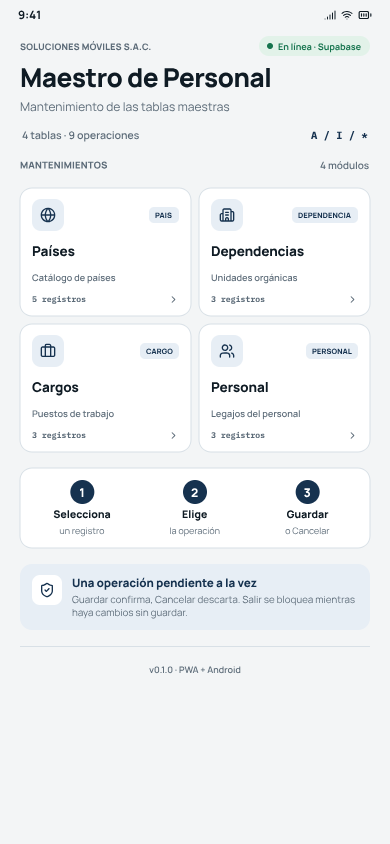 9:41
SOLUCIONES MÓVILES S.A.C.
En línea · Supabase
Maestro de Personal
Mantenimiento de las tablas maestras
4 tablas · 9 operaciones
A / I / *
MANTENIMIENTOS
4 módulos
PAIS
Países
Catálogo de países
5 registros
DEPENDENCIA
Dependencias
Unidades orgánicas
3 registros
CARGO
Cargos
Puestos de trabajo
3 registros
PERSONAL
Personal
Legajos del personal
3 registros
1
Selecciona
un registro
2
Elige
la operación
3
Guardar
o Cancelar
Una operación pendiente a la vez
Guardar confirma, Cancelar descarta. Salir se bloquea mientras
haya cambios sin guardar.
v0.1.0 · PWA + Android